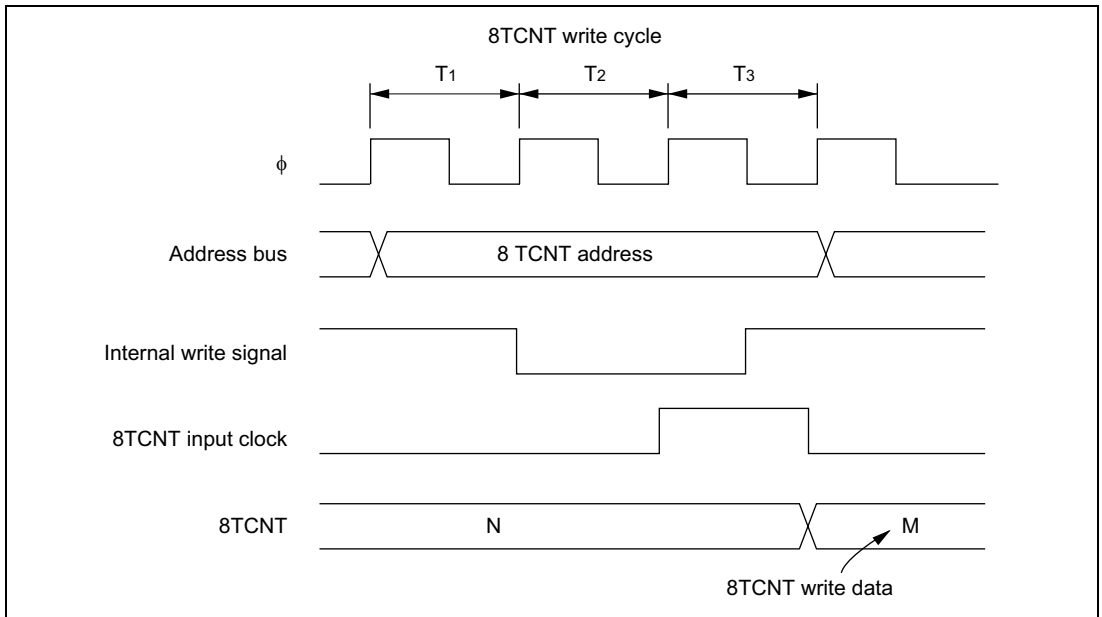 8TCNT write cycle
T1 T2 T3
ϕ
Address bus 8 TCNT address
Internal write signal
8TCNT input clock
8TCNT N M
8TCNT write data